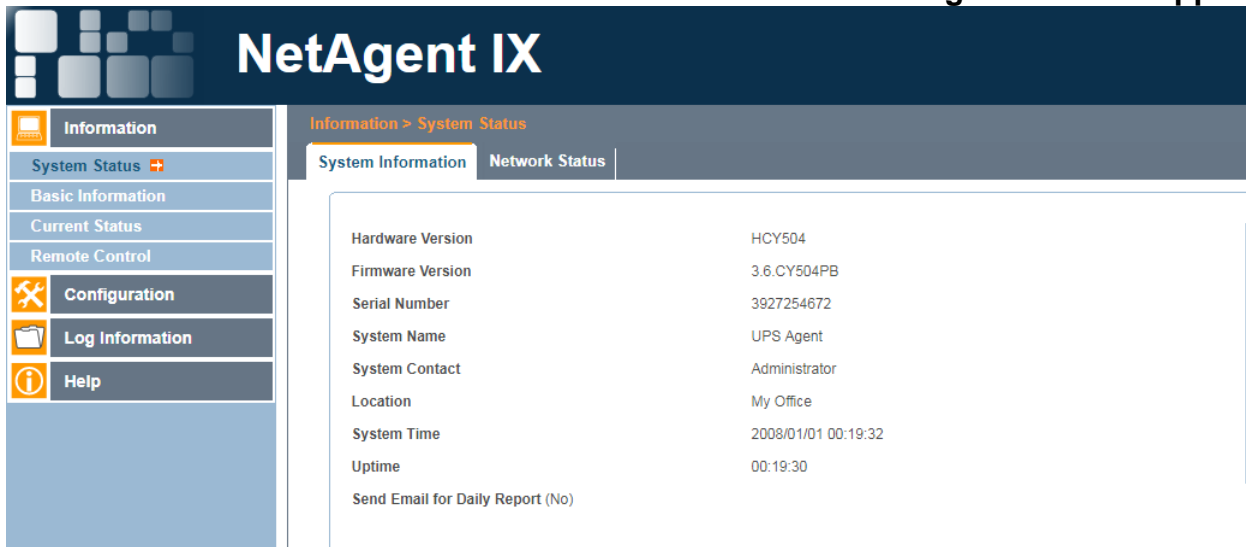 NetAgent IX
Information
System Status
Basic Information
Current Status
Remote Control
Configuration
Log Information
Help
Information > System Status
System Information Network Status
Hardware Version HCY504
Firmware Version 3.6.CY504PB
Serial Number 3927254672
System Name UPS Agent
System Contact Administrator
Location My Office
System Time 2008/01/01 00:19:32
Uptime 00:19:30
Send Email for Daily Report (No)